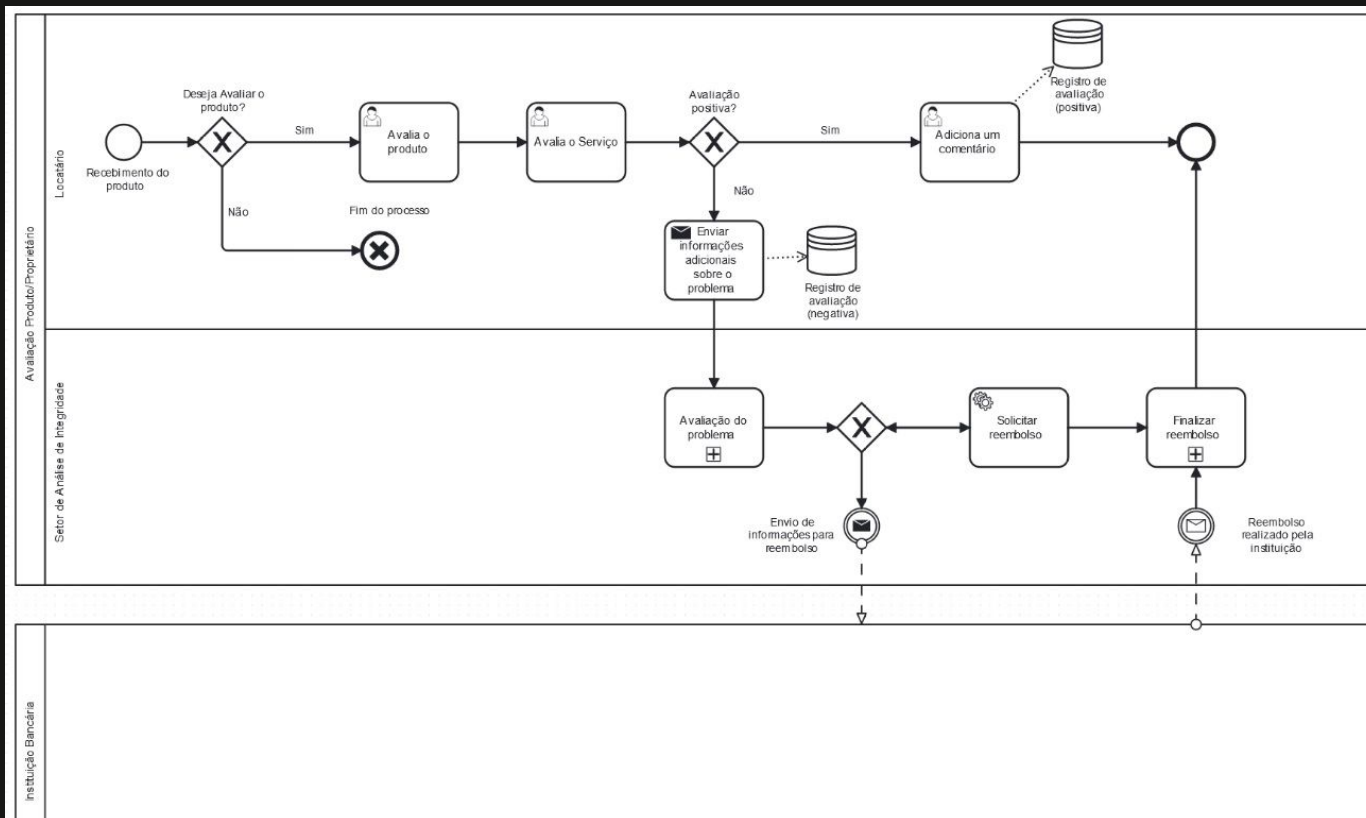 Avaliação Produto/Proprietário
Locatário
Recebimento do
produto
Deseja Avaliar o
produto?
Sim
Não
Fim do processo
Avalia o
produto
Avalia o Serviço
Avaliação
positiva?
Sim
Não
Adiciona um
comentário
Registro de
avaliação
(positiva)
Enviar
informações
adicionais
sobre o
problema
Registro de
avaliação
(negativa)
Setor de Análise de Integridade
Avaliação do
problema
Solicitar
reembolso
Finalizar
reembolso
Envio de
informações para
reembolso
Reembolso
realizado pela
instituição
Instituição Bancária